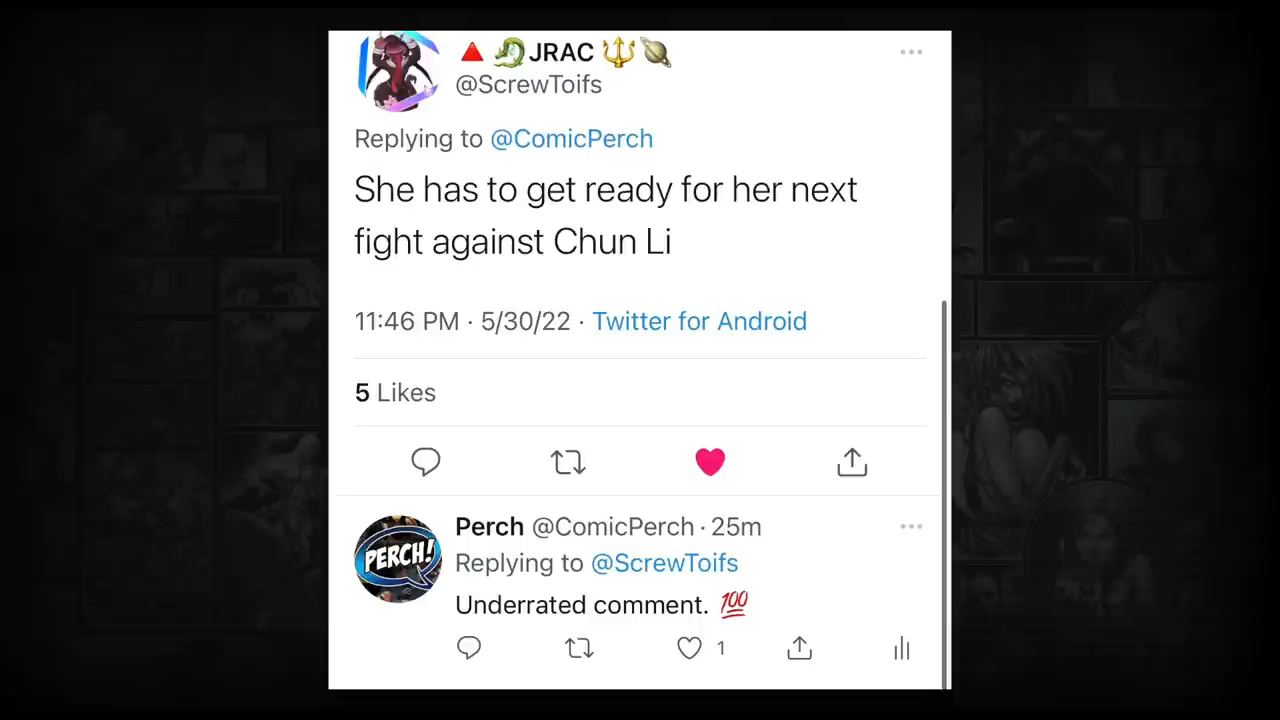 🔺🐉JRAC🔱🪐
@ScrewToifs
Replying to @ComicPerch
She has to get ready for her next
fight against Chun Li
11:46 PM · 5/30/22 · Twitter for Android
5 Likes
Perch @ComicPerch · 25m
PERCH!
Replying to @ScrewToifs
Underrated comment. 💯
1